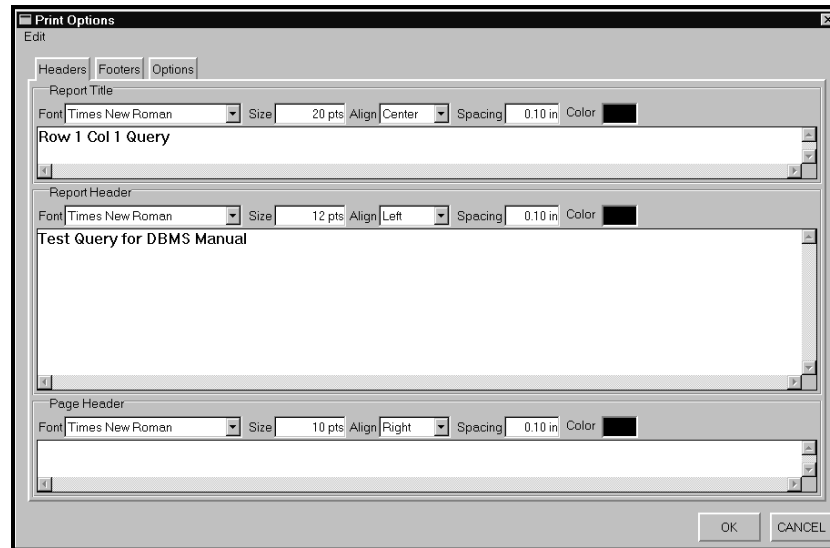 Print Options
Edit
Headers Footers Options
Report Title
Font Times New Roman Size 20 pts Align Center Spacing 0.10 in Color
Row 1 Col 1 Query
Report Header
Font Times New Roman Size 12 pts Align Left Spacing 0.10 in Color
Test Query for DBMS Manual
Page Header
Font Times New Roman Size 10 pts Align Right Spacing 0.10 in Color
OK CANCEL